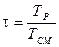 τ = T_P / T_CM